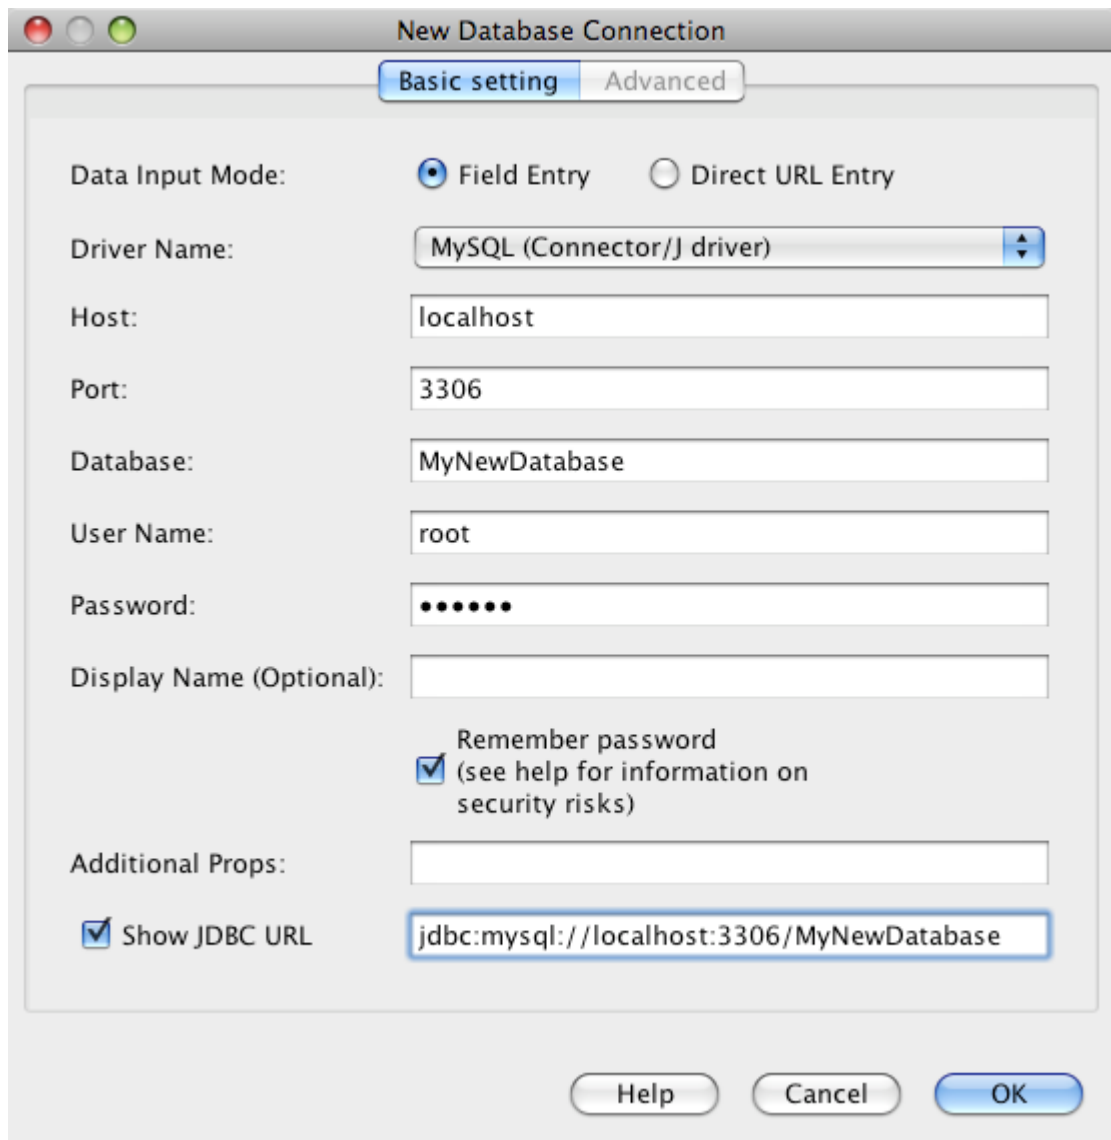 New Database Connection
Basic setting Advanced
Data Input Mode: Field Entry Direct URL Entry
Driver Name: MySQL (Connector/J driver)
Host: localhost
Port: 3306
Database: MyNewDatabase
User Name: root
Password: ••••••
Display Name (Optional):
Remember password
(see help for information on
security risks)
Additional Props:
Show JDBC URL jdbc:mysql://localhost:3306/MyNewDatabase
Help Cancel OK